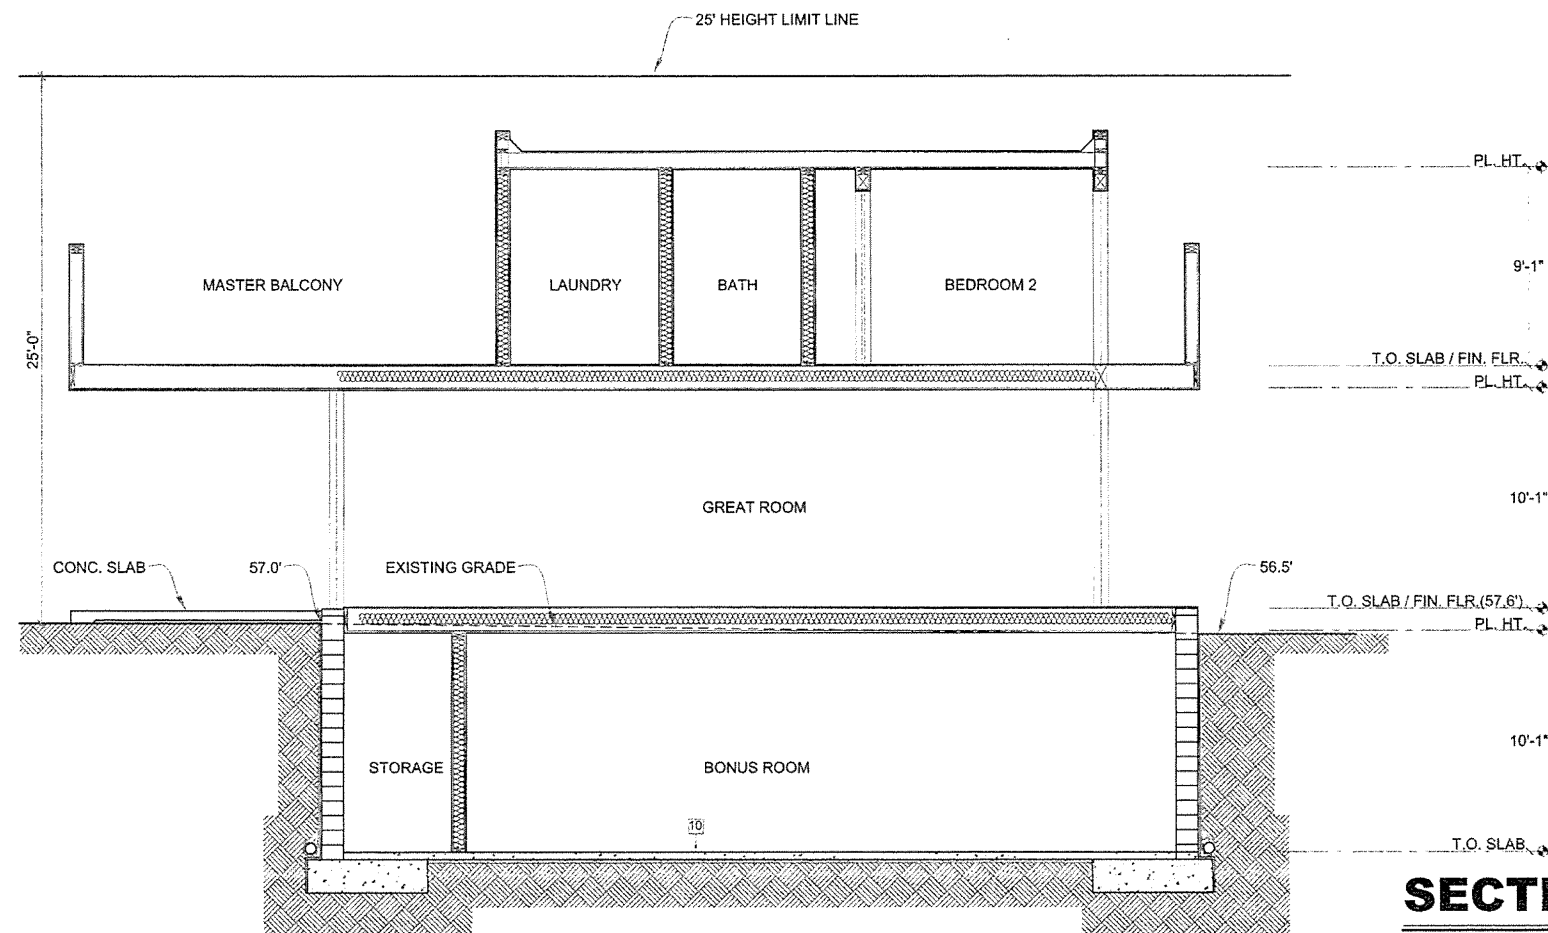 25' HEIGHT LIMIT LINE
PL. HT.
9'-1"
MASTER BALCONY
LAUNDRY
BATH
BEDROOM 2
25'-0"
T.O. SLAB / FIN. FLR.
PL. HT.
10'-1"
GREAT ROOM
CONC. SLAB
57.0'
EXISTING GRADE
56.5'
T.O. SLAB / FIN. FLR.(57.6')
PL. HT.
10'-1"
STORAGE
BONUS ROOM
10
T.O. SLAB
SECTI